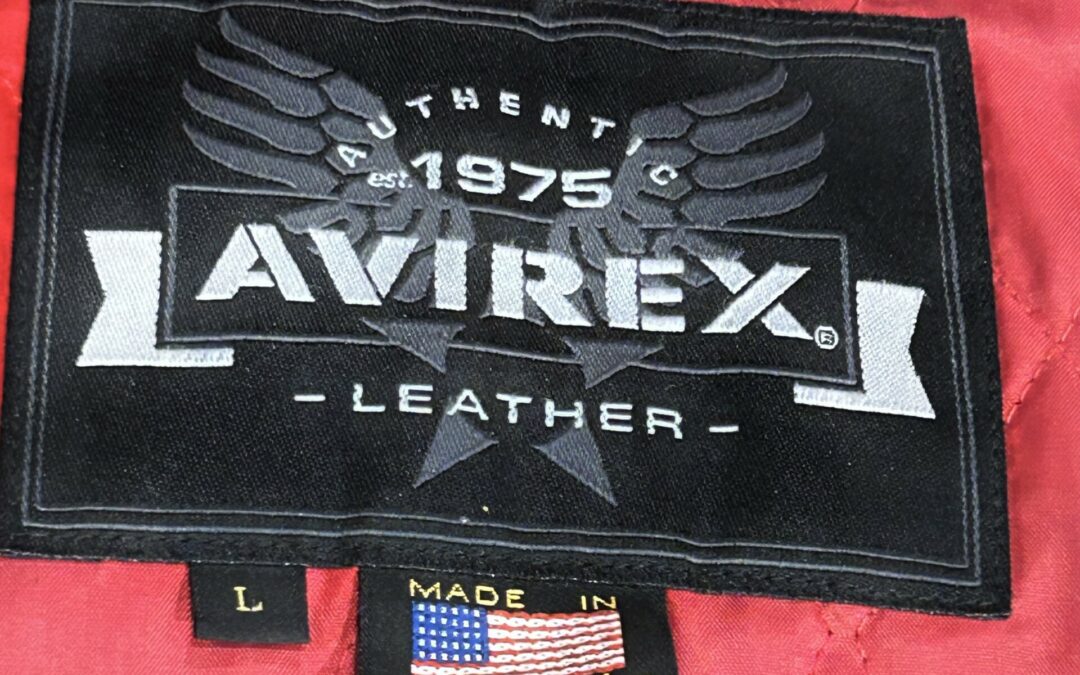 AUTHENTIC
est. 1975
AVIREX®
- LEATHER -
L
MADE IN